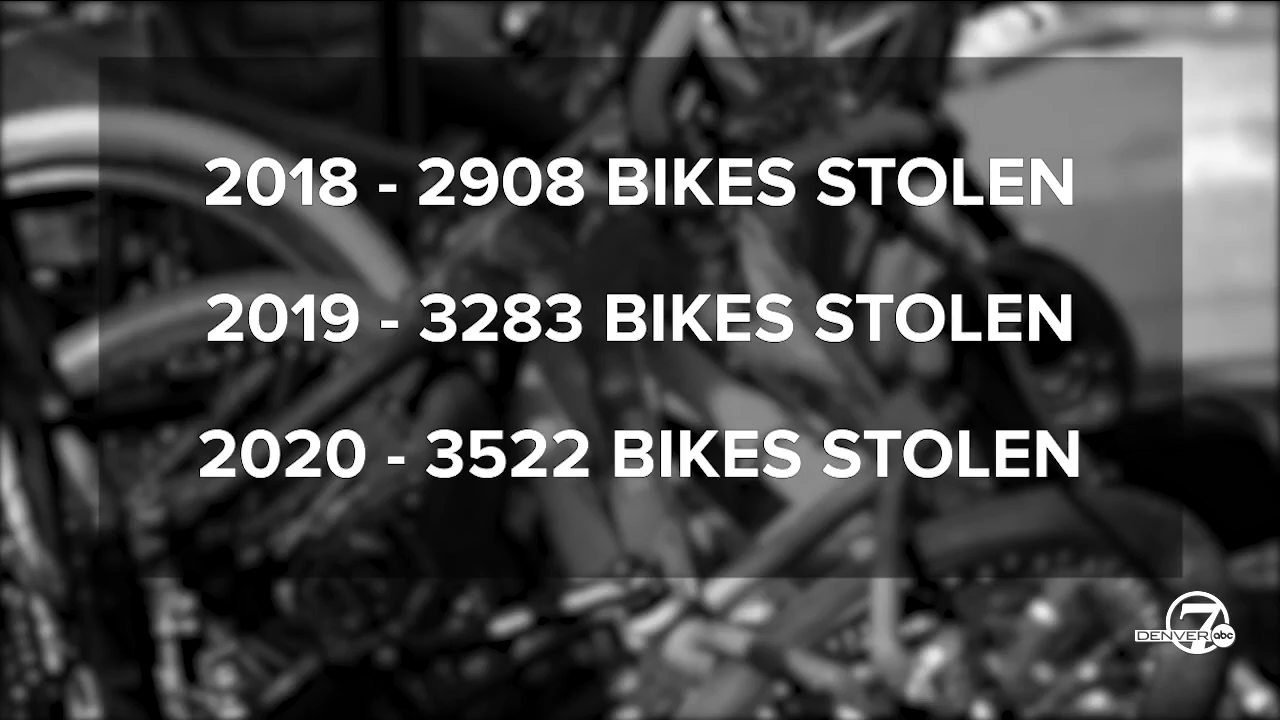 2018 - 2908 BIKES STOLEN
2019 - 3283 BIKES STOLEN
2020 - 3522 BIKES STOLEN
7
DENVER abc